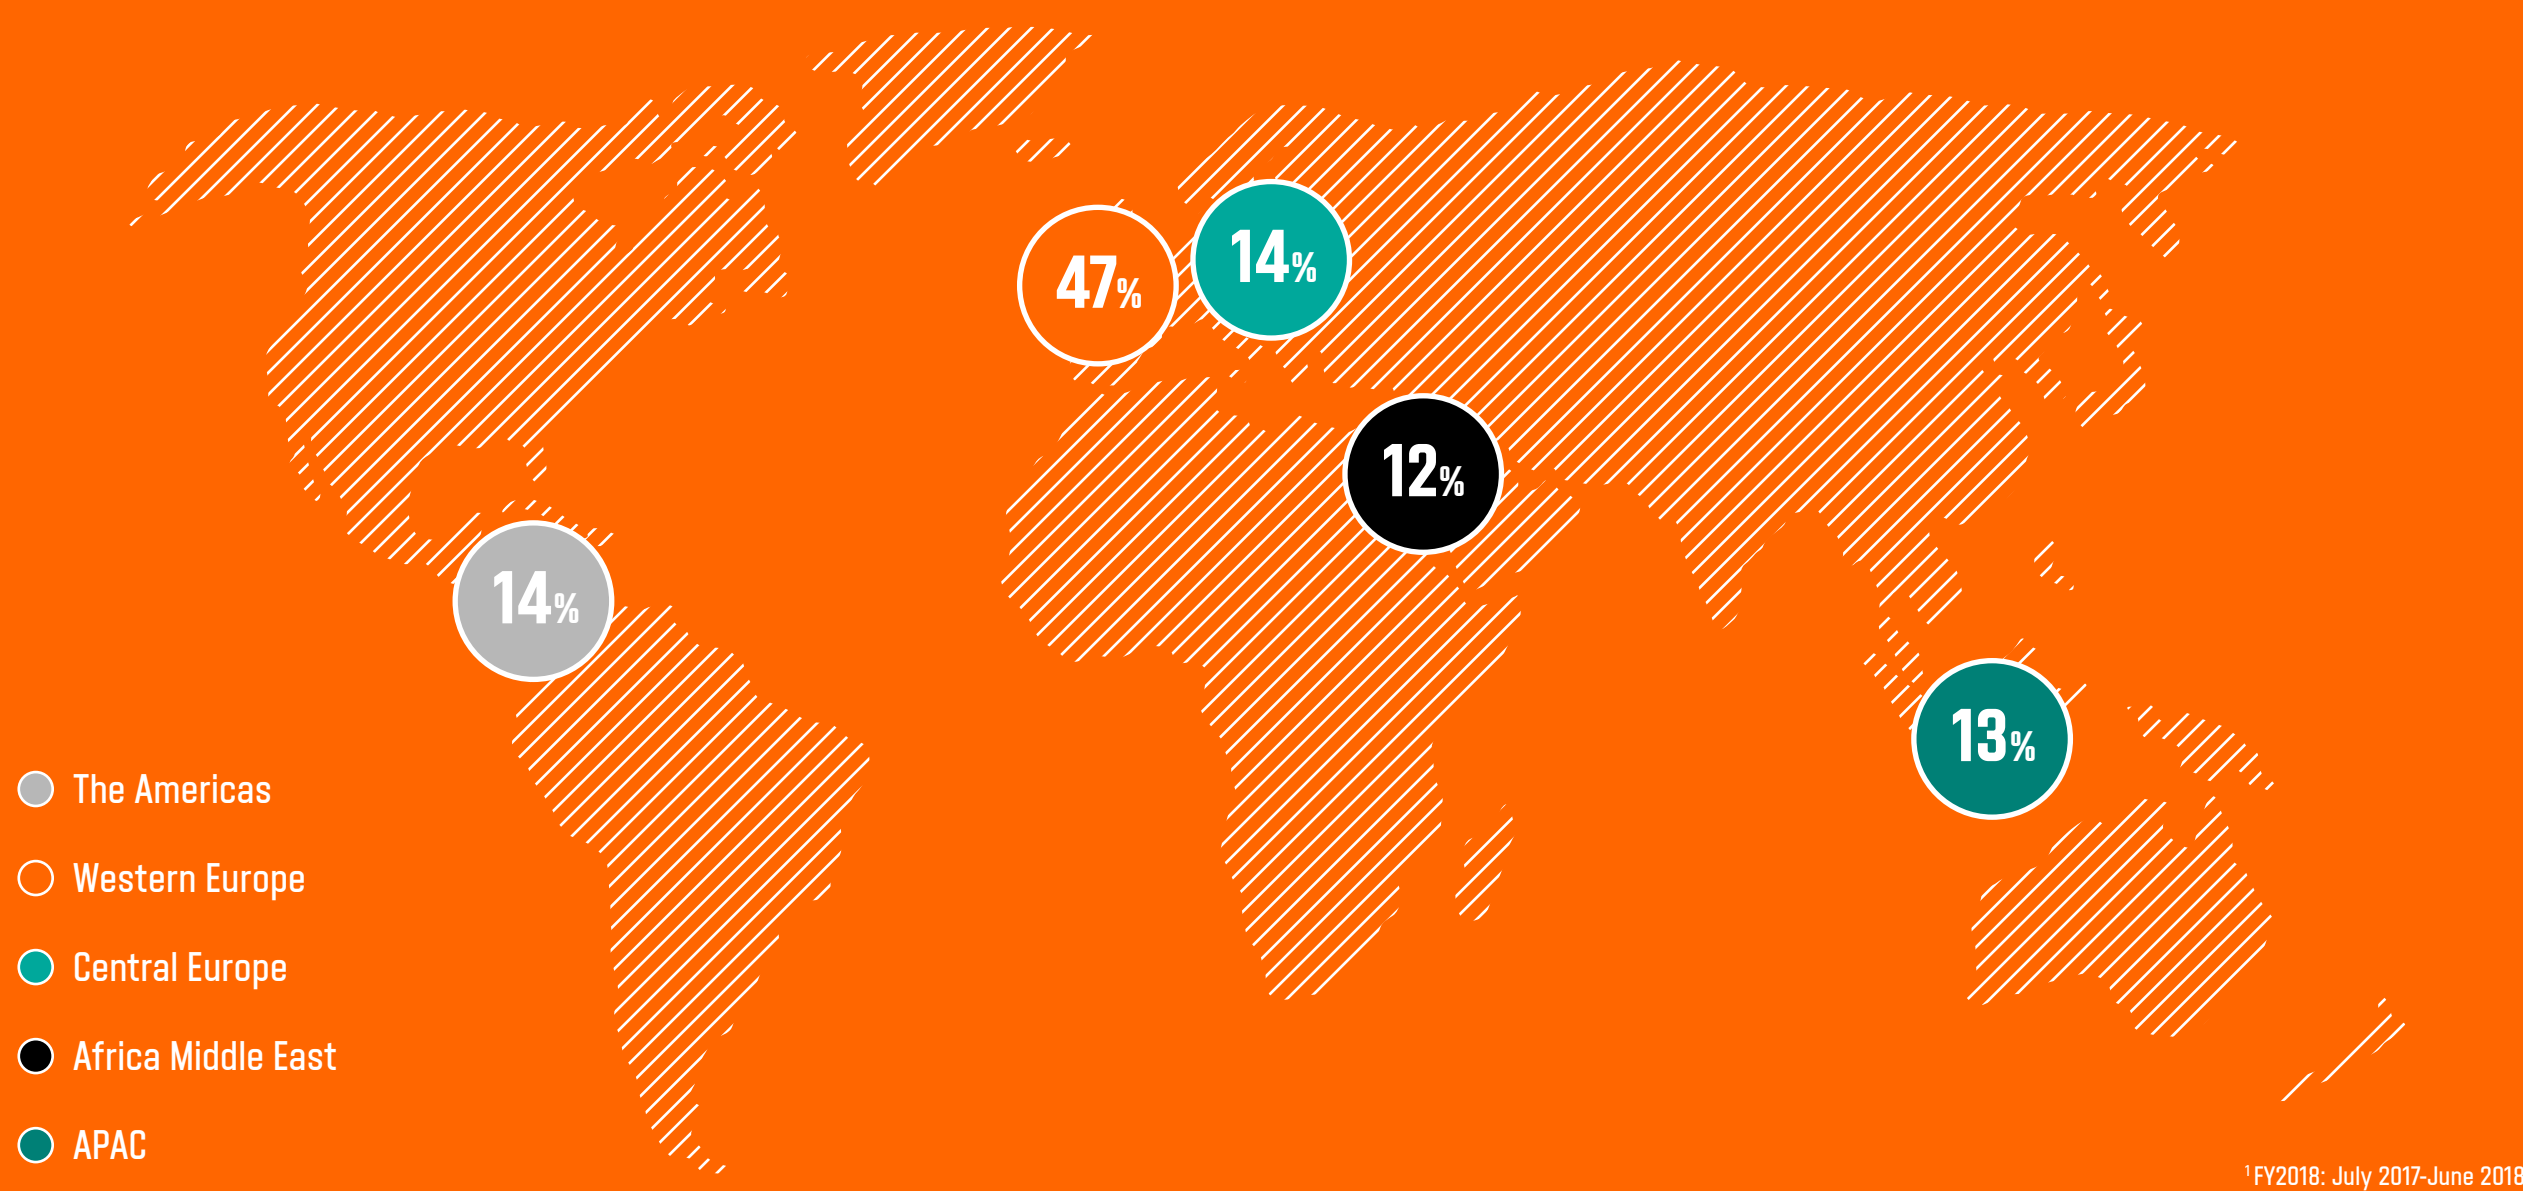 47%
14%
12%
14%
13%
The Americas
Western Europe
Central Europe
Africa Middle East
APAC
¹ FY2018: July 2017-June 2018